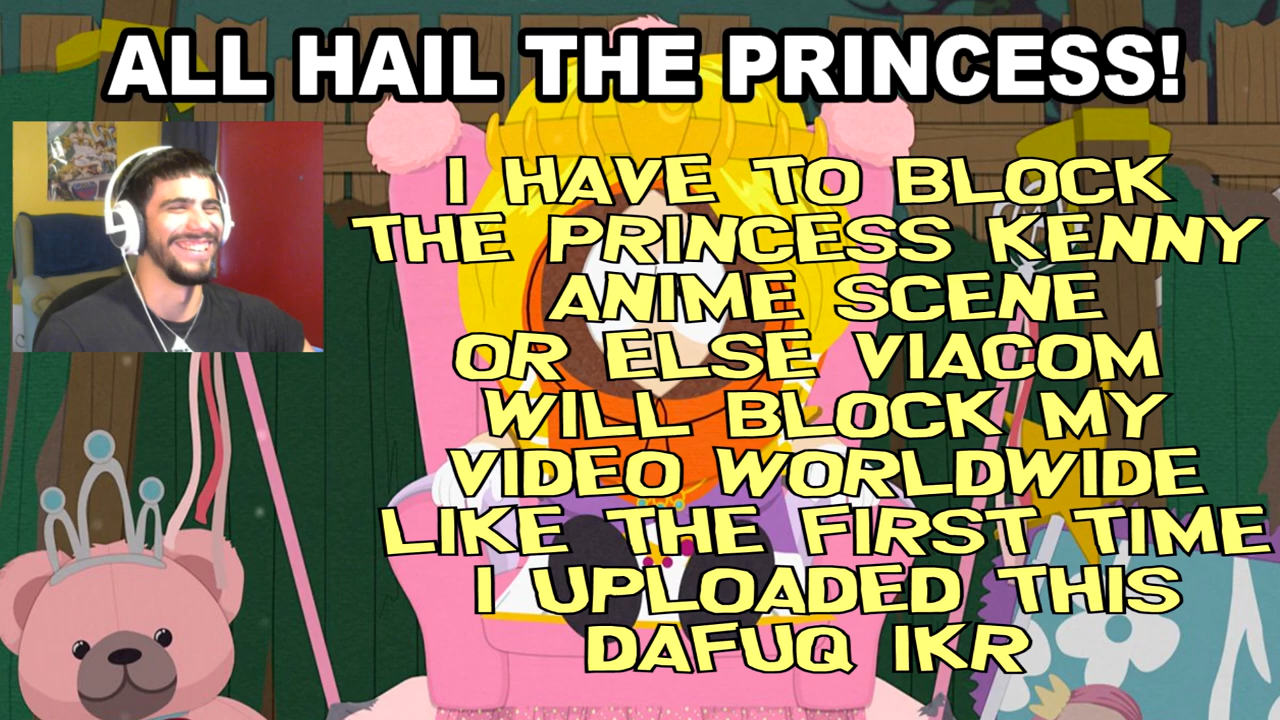 ALL HAIL THE PRINCESS!
I HAVE TO BLOCK
THE PRINCESS KENNY
ANIME SCENE
OR ELSE VIACOM
WILL BLOCK MY
VIDEO WORLDWIDE
LIKE THE FIRST TIME
I UPLOADED THIS
DAFUQ IKR